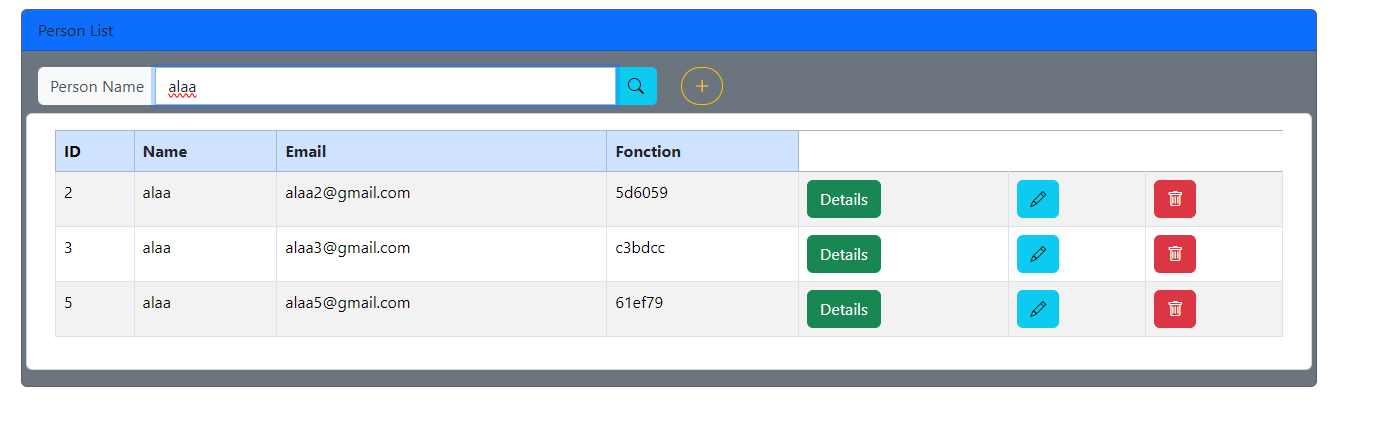 Person List
Person Name alaa
ID Name Email Fonction
2 alaa alaa2@gmail.com 5d6059 Details
3 alaa alaa3@gmail.com c3bdcc Details
5 alaa alaa5@gmail.com 61ef79 Details